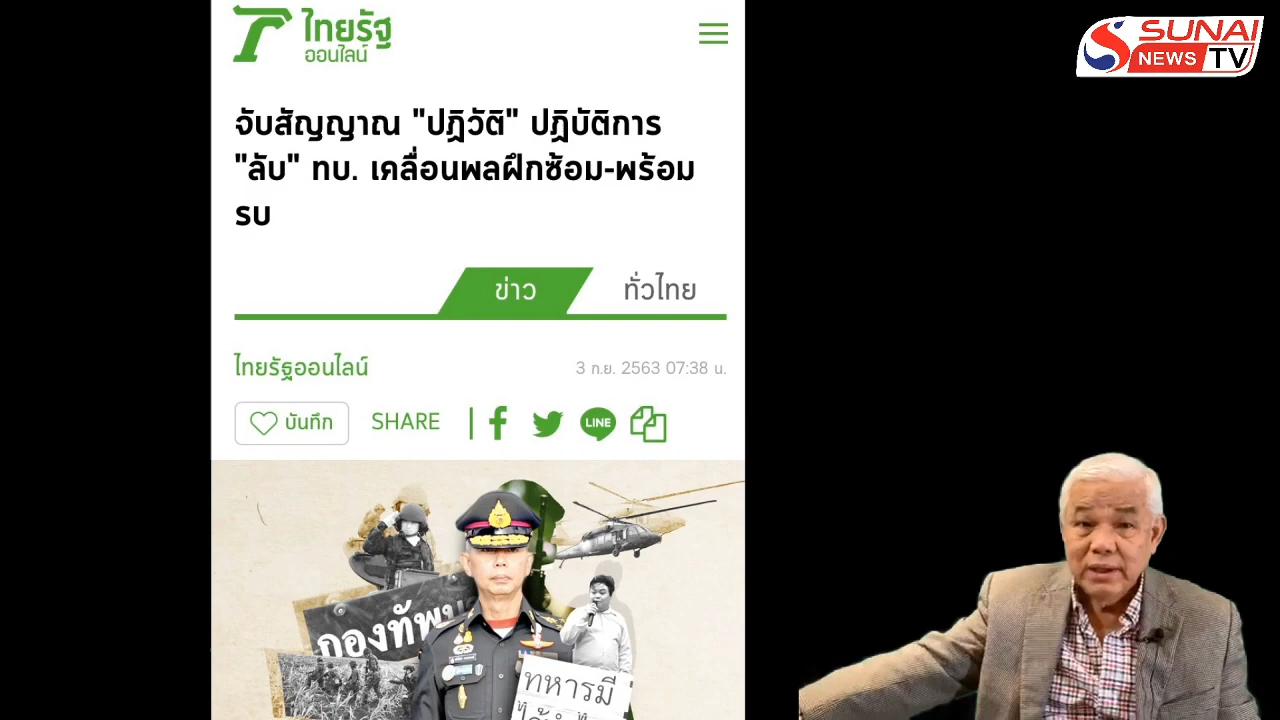 ไทยรัฐ
ออนไลน์
SUNAI
NEWS TV
จับสัญญาณ "ปฏิวัติ" ปฏิบัติการ
"ลับ" ทบ. เคลื่อนพลฝึกซ้อม-พร้อม
รบ
ข่าว ทั่วไทย
ไทยรัฐออนไลน์ 3 ก.ย. 2563 07:38 น.
บันทึก SHARE LINE
กองทัพบ
ทหารมี